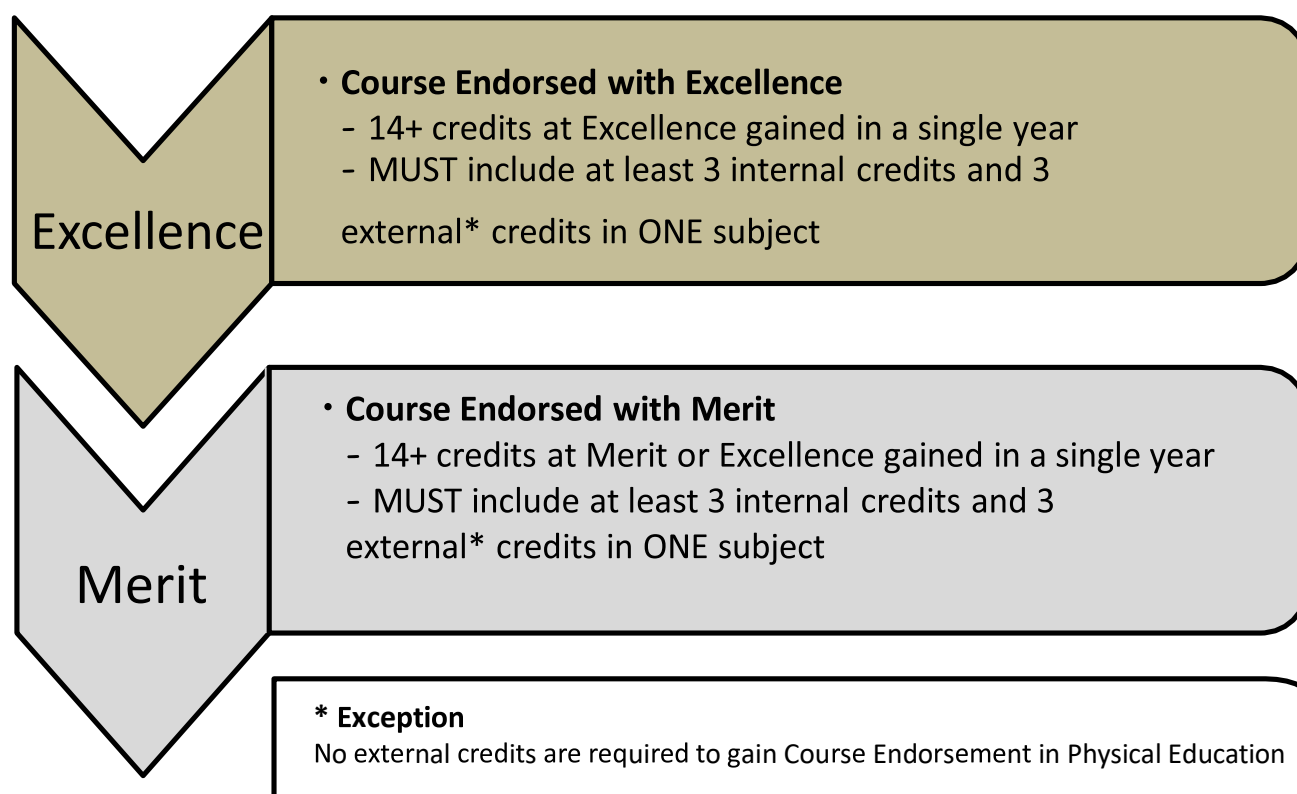 Excellence
· Course Endorsed with Excellence
- 14+ credits at Excellence gained in a single year
- MUST include at least 3 internal credits and 3
external* credits in ONE subject
Merit
· Course Endorsed with Merit
- 14+ credits at Merit or Excellence gained in a single year
- MUST include at least 3 internal credits and 3
external* credits in ONE subject
* Exception
No external credits are required to gain Course Endorsement in Physical Education